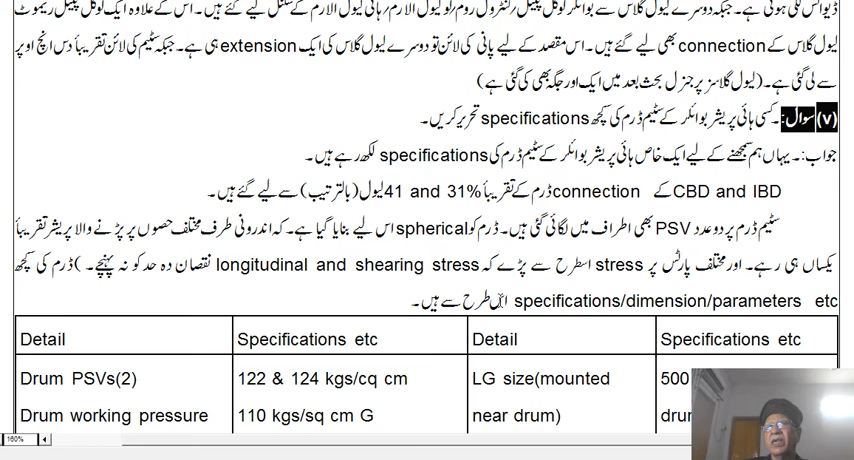 ڈیوائس لگی ہوتی ہے۔ جبکہ دوسرے لیول گلاس سے بوائلر لوکل پینل/کنٹرول روم/لو لیول الارم/ہائی لیول الارم کے سگنل لیے گئے ہیں۔ اس کے علاوہ ایک لوکل پینل ریموٹ
لیول گلاس کے connection بھی لیے گئے ہیں۔ اس مقصد کے لیے پانی کی لائن تو دوسرے لیول گلاس کی ایک extension ہی ہے۔ جبکہ سٹیم کی لائن تقریباً دس انچ اوپر
سے لی گئی ہے۔ (لیول گلاسز پر جنرل بحث بعد میں ایک اور جگہ بھی کی گئی ہے)
(v) سوال:۔ کسی ہائی پریشر بوائلر کے سٹیم ڈرم کی کچھ specifications تحریر کریں۔
جواب:۔ یہاں ہم سمجھنے کے لیے ایک خاص ہائی پریشر بوائلر کے سٹیم ڈرم کی specifications لکھ رہے ہیں۔
CBD and IBD کے connection ڈرم کے تقریباً 41 and 31% لیول (بالترتیب) سے لیے گئے ہیں۔
سٹیم ڈرم پر دو عدد PSV بھی اطراف میں لگائی گئی ہیں۔ ڈرم کو spherical اس لیے بنایا گیا ہے۔ کہ اندرونی طرف مختلف حصوں پر پڑنے والا پریشر تقریباً
یکساں ہی رہے۔ اور مختلف پارٹس پر stress اسطرح سے پڑے کہ longitudinal and shearing stress نقصان دہ حد کو نہ پہنچے۔ ) ڈرم کی کچھ
specifications/dimension/parameters etc اس طرح سے ہیں۔
Detail Specifications etc Detail Specifications etc
Drum PSVs(2) 122 & 124 kgs/cq cm LG size(mounted 500
Drum working pressure 110 kgs/sq cm G near drum) drum
160%